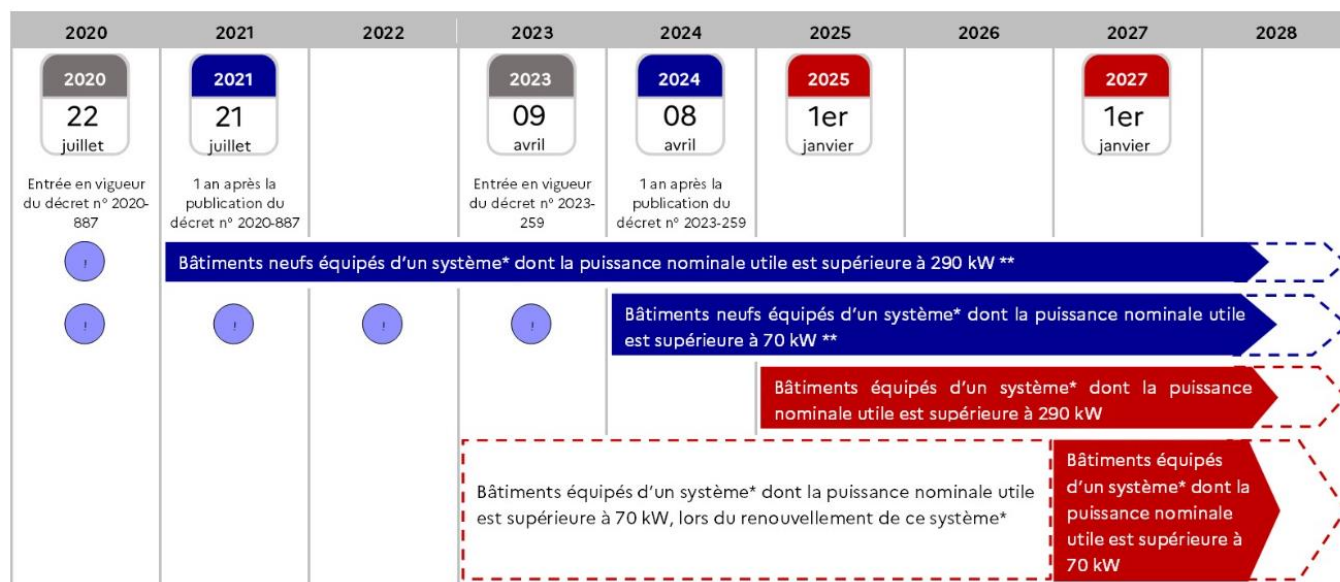 2020 2021 2022 2023 2024 2025 2026 2027 2028
2020
22
juillet
Entrée en vigueur
du décret n° 2020-
887
2021
21
juillet
1 an après la
publication du
décret n° 2020-887
2023
09
avril
Entrée en vigueur
du décret n° 2023-
259
2024
08
avril
1 an après la
publication du
décret n° 2023-259
2025
1er
janvier
2027
1er
janvier
!
Bâtiments neufs équipés d'un système* dont la puissance nominale utile est supérieure à 290 kW **
! ! ! !
Bâtiments neufs équipés d'un système* dont la puissance nominale utile
est supérieure à 70 kW **
Bâtiments équipés d'un système* dont la puissance
nominale utile est supérieure à 290 kW
Bâtiments équipés d'un système* dont la puissance nominale utile
est supérieure à 70 kW, lors du renouvellement de ce système*
Bâtiments équipés
d'un système* dont la
puissance nominale
utile est supérieure à
70 kW